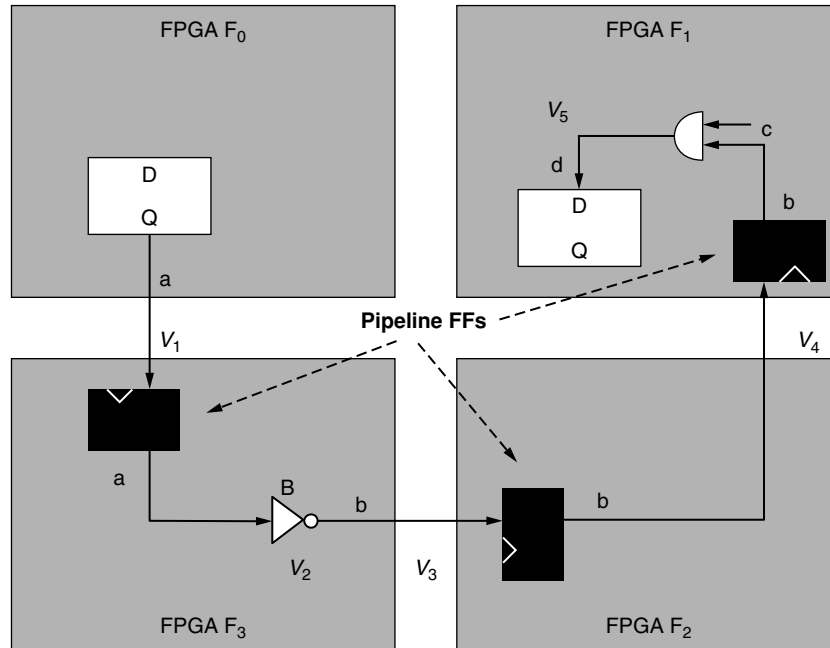 FPGA F₀
FPGA F₁
V₅
c
D
d
Q
D
b
a
Q
Pipeline FFs
V₁
V₄
a
B
b
b
V₂
V₃
FPGA F₃
FPGA F₂